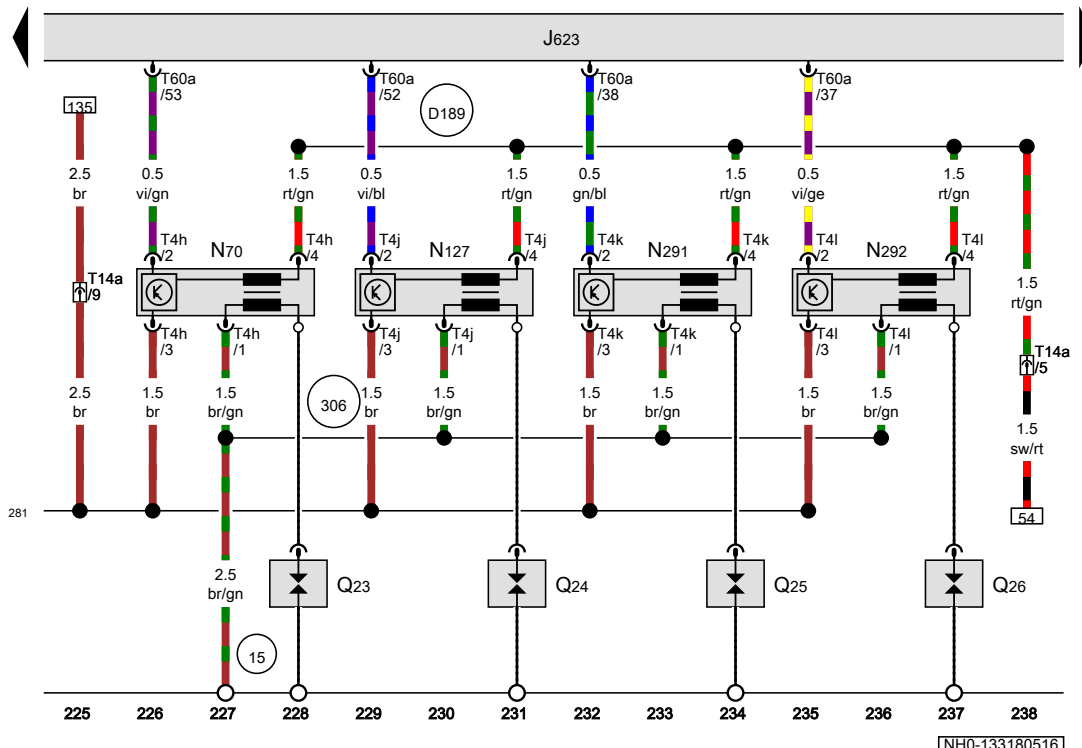 J623
T60a T60a T60a T60a
/53 /52 /38 /37
135
D189
2.5 0.5 1.5 0.5 1.5 0.5 1.5 0.5 1.5
br vi/gn rt/gn vi/bl rt/gn gn/bl rt/gn vi/ge rt/gn
T4h N70 T4h T4j N127 T4j T4k N291 T4k T4l N292 T4l
/2 /4 /2 /4 /2 /4 /2 /4
T14a
/9
1.5
rt/gn
T4h T4h T4j T4j T4k T4k T4l T4l
/3 /1 /3 /1 /3 /1 /3 /1
T14a
/5
2.5 1.5 1.5 306 1.5 1.5 1.5 1.5 1.5 1.5
br br br/gn br br/gn br br/gn br br/gn
1.5
sw/rt
281
54
2.5
br/gn
Q23 Q24 Q25 Q26
15
225 226 227 228 229 230 231 232 233 234 235 236 237 238
NH0-133180516